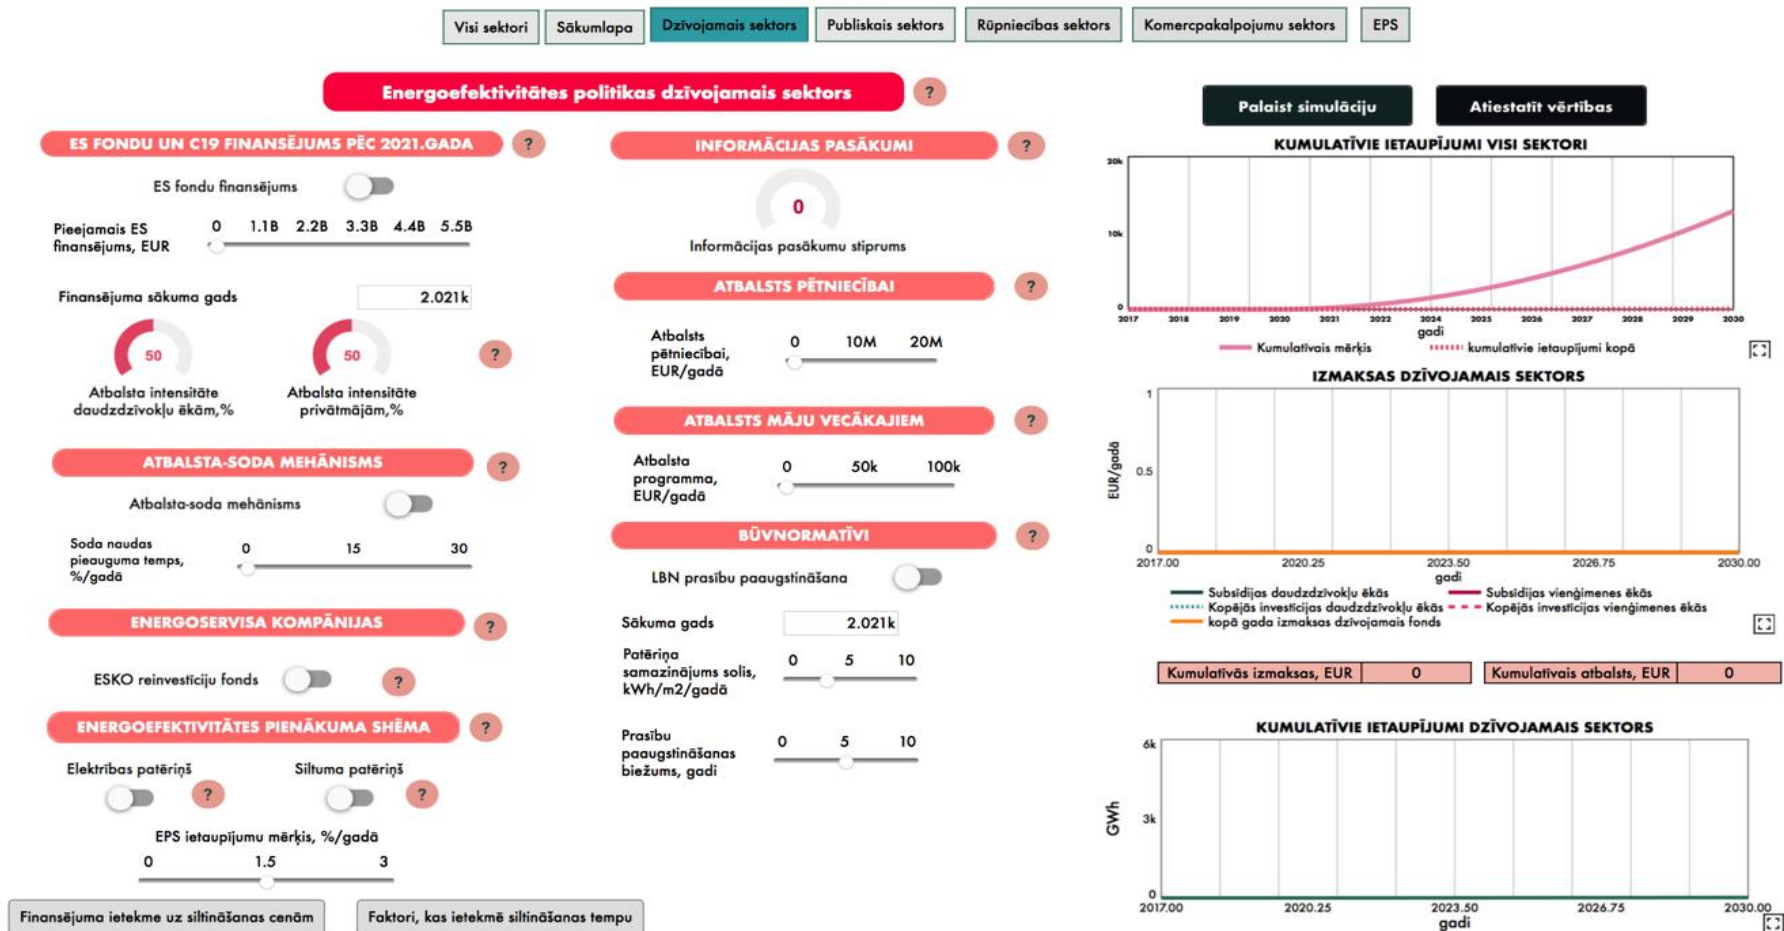 Visi sektori
Sākumlapa
Dzīvojamais sektors
Publiskais sektors
Rūpniecības sektors
Komercpakalpojumu sektors
EPS
Energoefektivitātes politikas dzīvojamais sektors
?
ES FONDU UN C19 FINANSĒJUMS PĒC 2021.GADA
?
ES fondu finansējums
Pieejamais ES
finansējums, EUR
0 1.1B 2.2B 3.3B 4.4B 5.5B
Finansējuma sākuma gads
2.021k
50
50
?
Atbalsta intensitāte
daudzdzīvokļu ēkām,%
Atbalsta intensitāte
privātmājām,%
ATBALSTA-SODA MEHĀNISMS
?
Atbalsta-soda mehānisms
Soda naudas
pieauguma temps,
%/gadā
0 15 30
ENERGOSERVISA KOMPĀNIJAS
?
ESKO reinvestīciju fonds
?
ENERGOEFEKTIVITĀTES PIENĀKUMA SHĒMA
?
Elektrības patēriņš
?
Siltuma patēriņš
?
EPS ietaupījumu mērķis, %/gadā
0 1.5 3
Finansējuma ietekme uz siltināšanas cenām
Faktori, kas ietekmē siltināšanas tempu
INFORMĀCIJAS PASĀKUMI
?
0
Informācijas pasākumu stiprums
ATBALSTS PĒTNIECĪBAI
?
Atbalsts
pētniecībai,
EUR/gadā
0 10M 20M
ATBALSTS MĀJU VECĀKAJIEM
?
Atbalsta
programma,
EUR/gadā
0 50k 100k
BŪVNORMATĪVI
?
LBN prasību paaugstināšana
Sākuma gads
2.021k
Patēriņa
samazinājums solis,
kWh/m2/gadā
0 5 10
Prasību
paaugstināšanas
biežums, gadi
0 5 10
Palaist simulāciju
Atiestatīt vērtības
KUMULATĪVIE IETAUPĪJUMI VISI SEKTORI
20k
10k
0
2017 2018 2019 2020 2021 2022 2024 2025 2026 2027 2028 2029 2030
gadi
Kumulatīvais mērķis
kumulatīvie ietaupījumi kopā
IZMAKSAS DZĪVOJAMAIS SEKTORS
EUR/gadā
1
0.5
0
2017.00 2020.25 2023.50 2026.75 2030.00
gadi
Subsīdijas daudzdzīvokļu ēkās
Subsīdijas vienģimenes ēkās
Kopējās investīcijas daudzdzīvokļu ēkās
Kopējās investīcijas vienģimenes ēkās
kopā gada izmaksas dzīvojamais fonds
Kumulatīvās izmaksas, EUR 0
Kumulatīvais atbalsts, EUR 0
KUMULATĪVIE IETAUPĪJUMI DZĪVOJAMAIS SEKTORS
GWh
6k
3k
0
2017.00 2020.25 2023.50 2026.75 2030.00
gadi